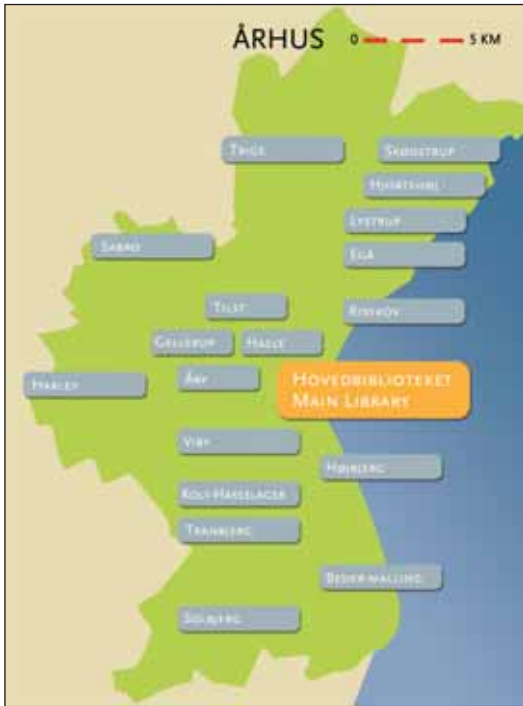 ÅRHUS
0 5 KM
TRIGE
SKØDSTRUP
HJORTSHØJ
LYSTRUP
SABRO
EGÅ
TILST
RISSKOV
GELLERUP
HASLE
HARLEV
ÅBY
HOVEDBIBLIOTEKET
MAIN LIBRARY
VIBY
HØJBJERG
KOLT-HASSELAGER
TRANBJERG
BEDER-MALLING
SOLBJERG